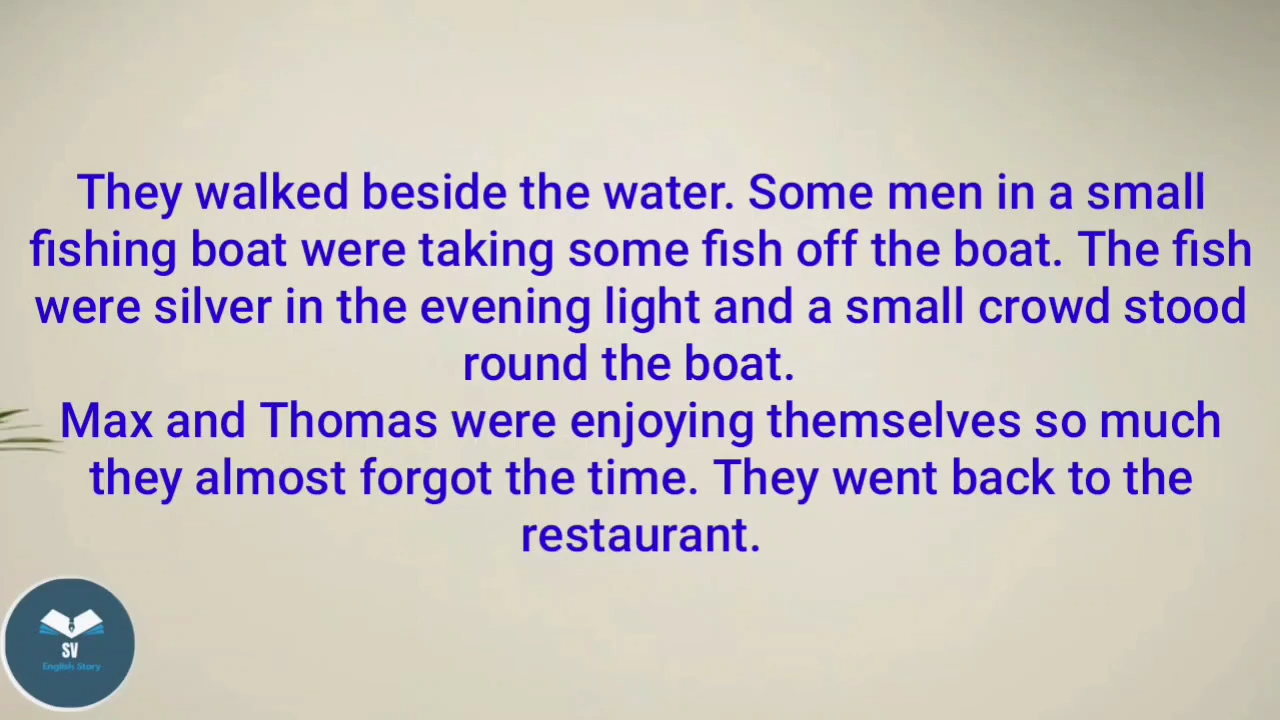 They walked beside the water. Some men in a small
fishing boat were taking some fish off the boat. The fish
were silver in the evening light and a small crowd stood
round the boat.
Max and Thomas were enjoying themselves so much
they almost forgot the time. They went back to the
restaurant.
SV
English Story